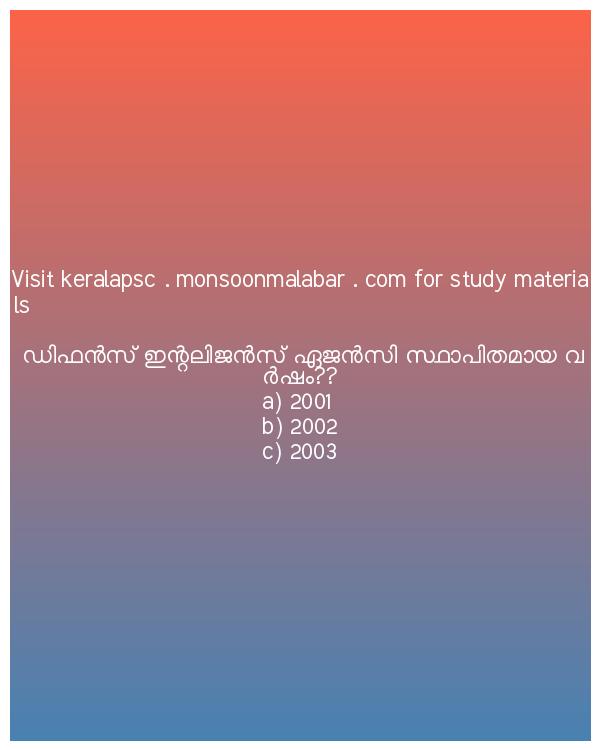 Visit keralapsc . monsoonmalabar . com for study materia
ls
ഡിഫൻസ് ഇന്റലിജൻസ് ഏജൻസി സ്ഥാപിതമായ വ
ർഷം??
a) 2001
b) 2002
c) 2003